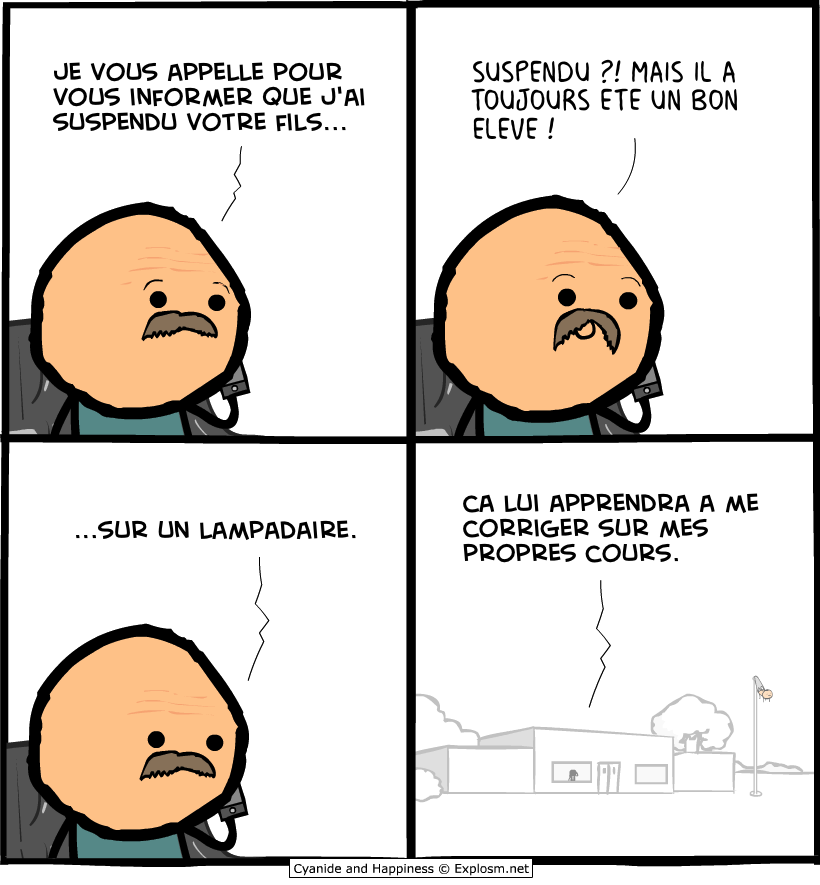 JE VOUS APPELLE POUR
VOUS INFORMER QUE J'AI
SUSPENDU VOTRE FILS...
SUSPENDU ?! MAIS IL A
TOUJOURS ETE UN BON
ELEVE !
...SUR UN LAMPADAIRE.
CA LUI APPRENDRA A ME
CORRIGER SUR MES
PROPRES COURS.
Cyanide and Happiness © Explosm.net